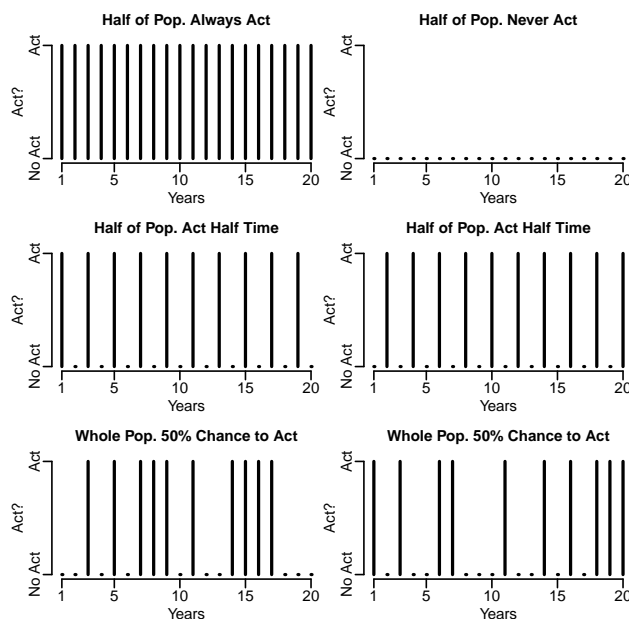 Half of Pop. Always Act
Act?
Act
No Act
1 5 10 15 20
Years
Half of Pop. Never Act
Act?
Act
No Act
1 5 10 15 20
Years
Half of Pop. Act Half Time
Act?
Act
No Act
1 5 10 15 20
Years
Half of Pop. Act Half Time
Act?
Act
No Act
1 5 10 15 20
Years
Whole Pop. 50% Chance to Act
Act?
Act
No Act
1 5 10 15 20
Years
Whole Pop. 50% Chance to Act
Act?
Act
No Act
1 5 10 15 20
Years